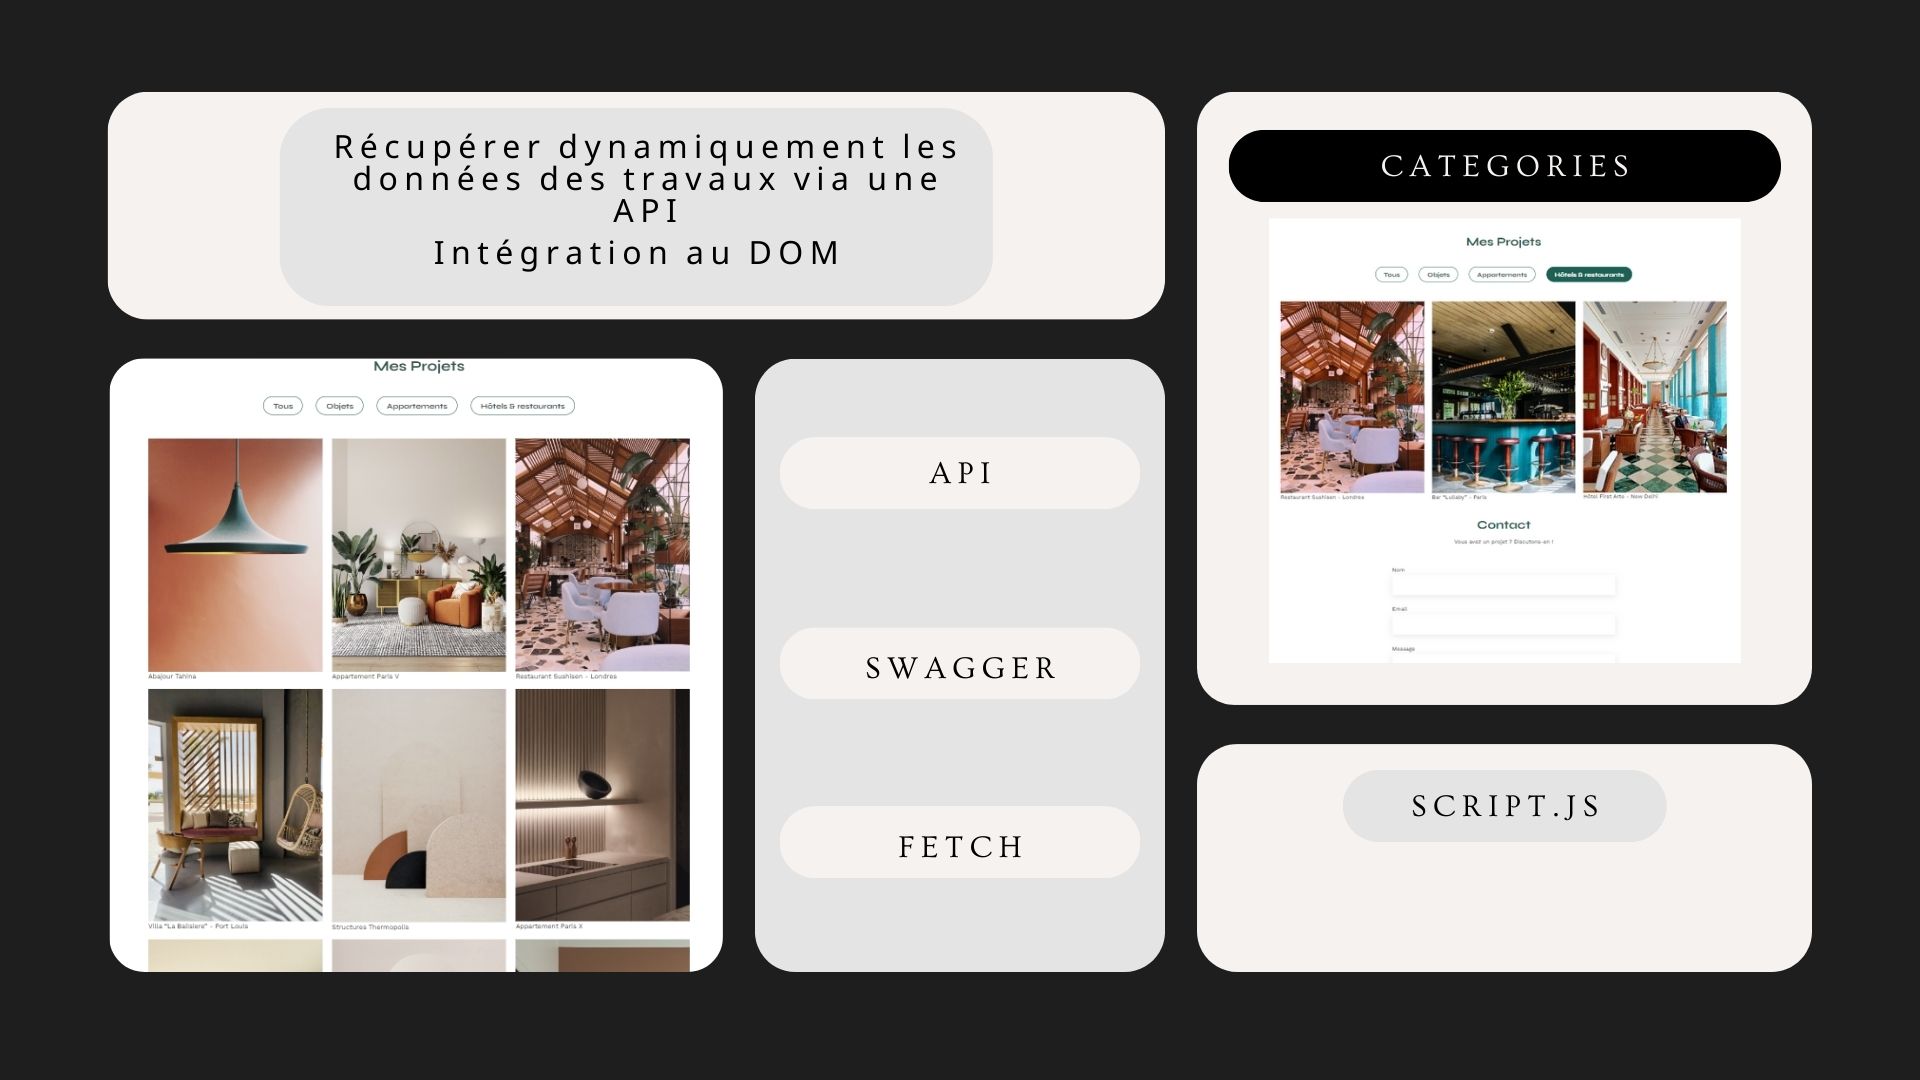 Récupérer dynamiquement les
données des travaux via une
API
Intégration au DOM
Mes Projets
Tous
Objets
Appartements
Hôtels & restaurants
Abajour Tahina
Appartement Paris V
Restaurant Sushisen - Londres
Villa “La Balisiere” - Port Louis
Structures Thermopolis
Appartement Paris X
API
SWAGGER
FETCH
CATEGORIES
Mes Projets
Tous
Objets
Appartements
Hôtels & restaurants
Restaurant Sushisen - Londres
Bar “Lullaby” - Paris
Hôtel First Arte - New Delhi
Contact
Vous avez un projet ? Discutons-en !
Nom
Email
Message
SCRIPT.JS